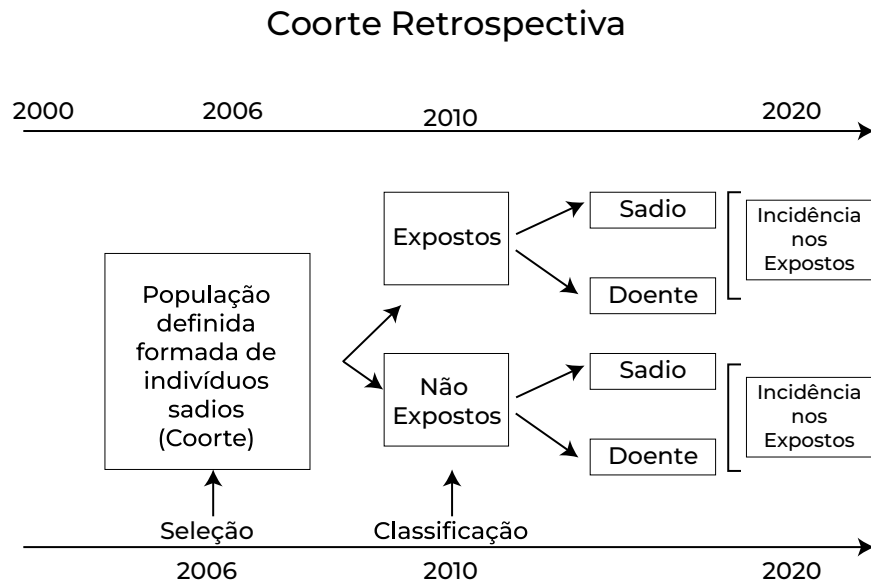 Coorte Retrospectiva
2000 2006 2010 2020
População
definida
formada de
indivíduos
sadios
(Coorte)
Expostos
Sadio
Doente
Incidência
nos
Expostos
Não
Expostos
Sadio
Doente
Incidência
nos
Expostos
Seleção
Classificação
2006 2010 2020